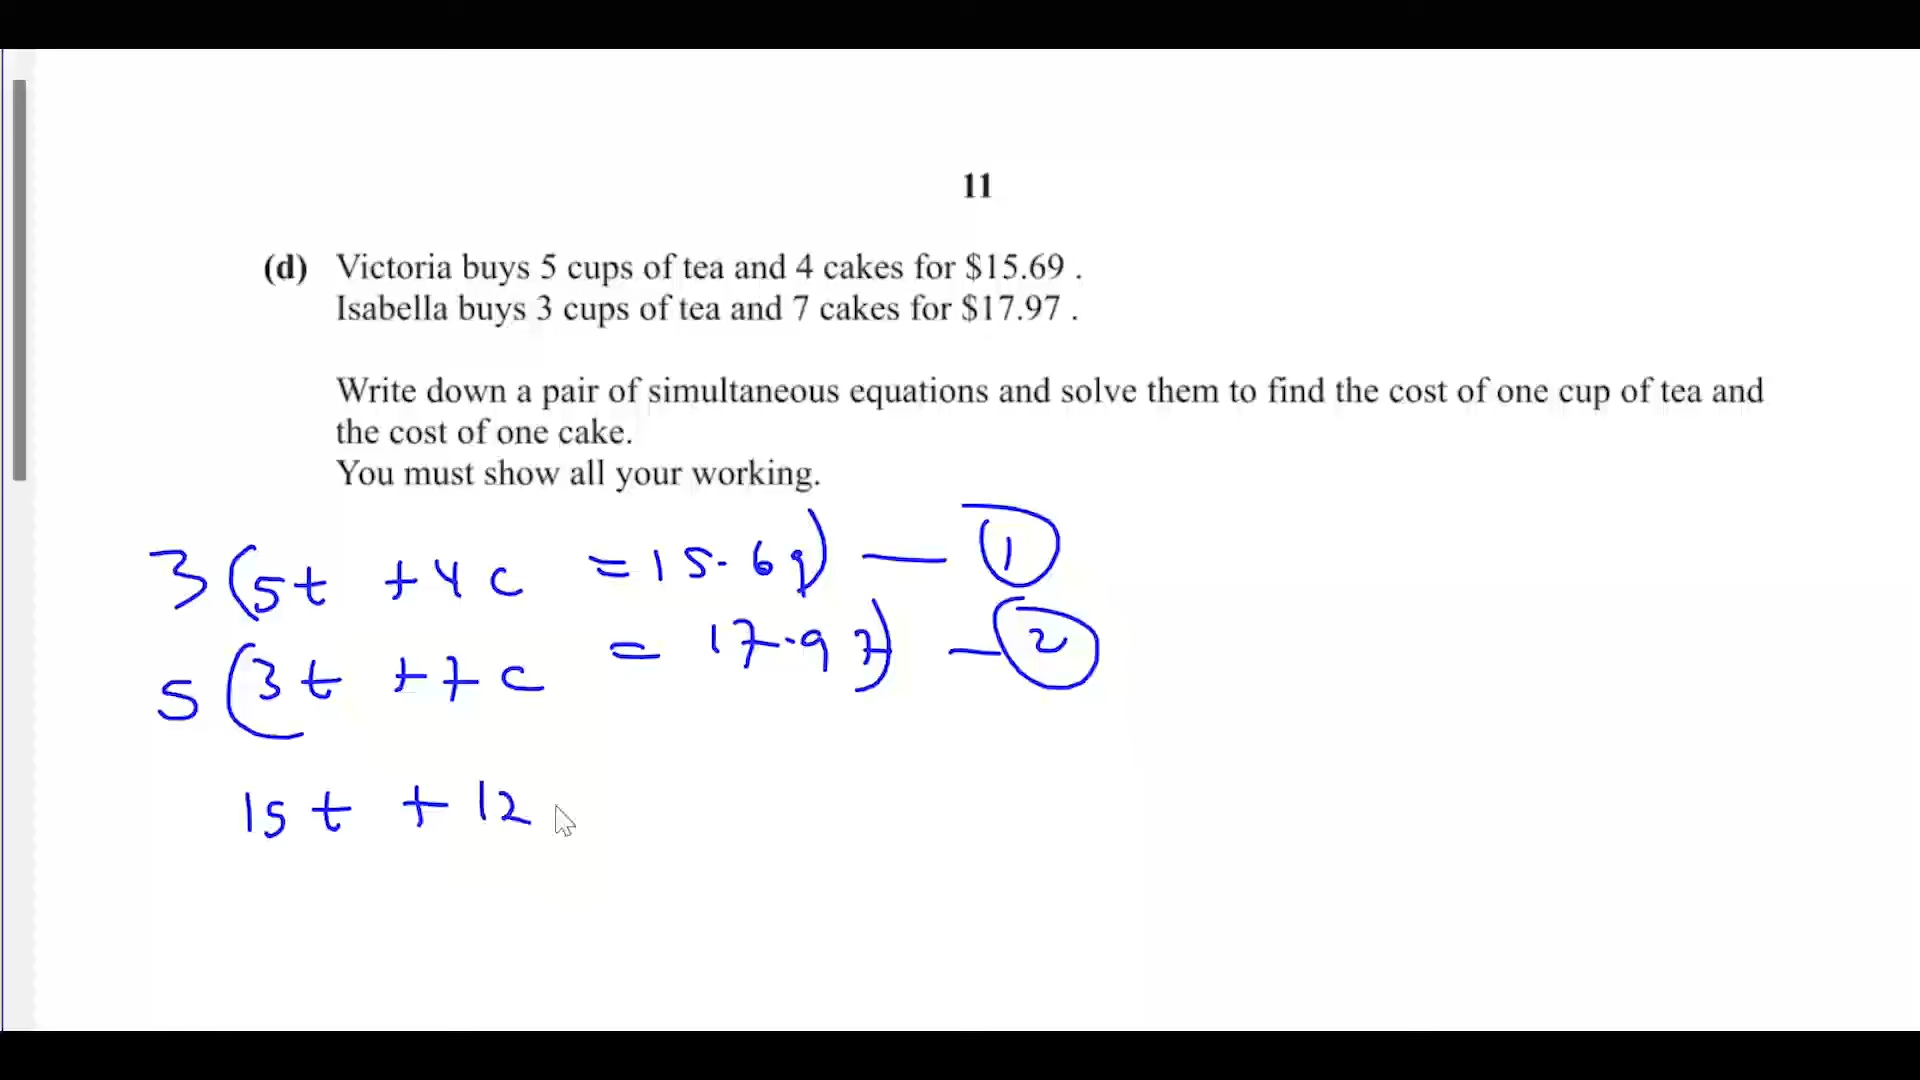 11
(d) Victoria buys 5 cups of tea and 4 cakes for $15.69 .
Isabella buys 3 cups of tea and 7 cakes for $17.97 .
Write down a pair of simultaneous equations and solve them to find the cost of one cup of tea and
the cost of one cake.
You must show all your working.
3 (5t + 4c = 15.69) — 1
5 (3t + 7c = 17.97) — 2
15t + 12